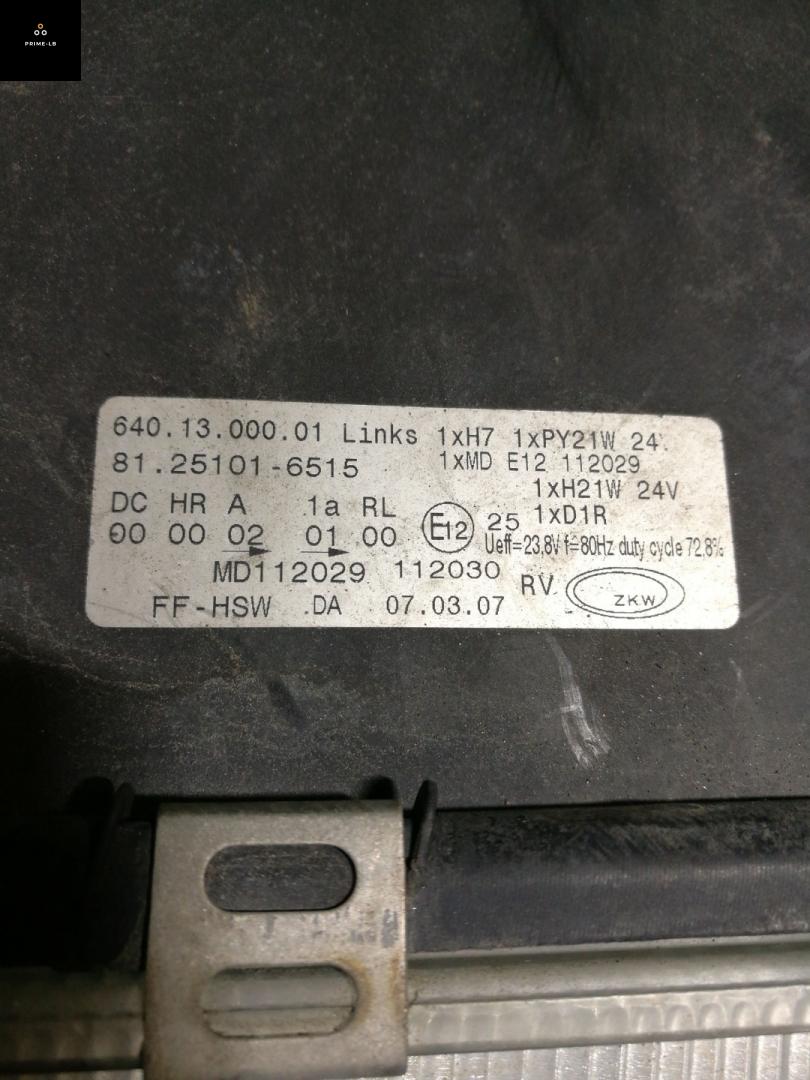 PRIME-LB
640.13.000.01 Links 1xH7 1xPY21W 24
81.25101-6515 1xMD E12 112029
1xH21W 24V
DC HR A 1a RL
00 00 02 01 00 E12 25 1xD1R
Ueff=23,8V f=80Hz duty cycle 72.8%
MD112029 112030 RV ZKW
FF-HSW .DA 07.03.07